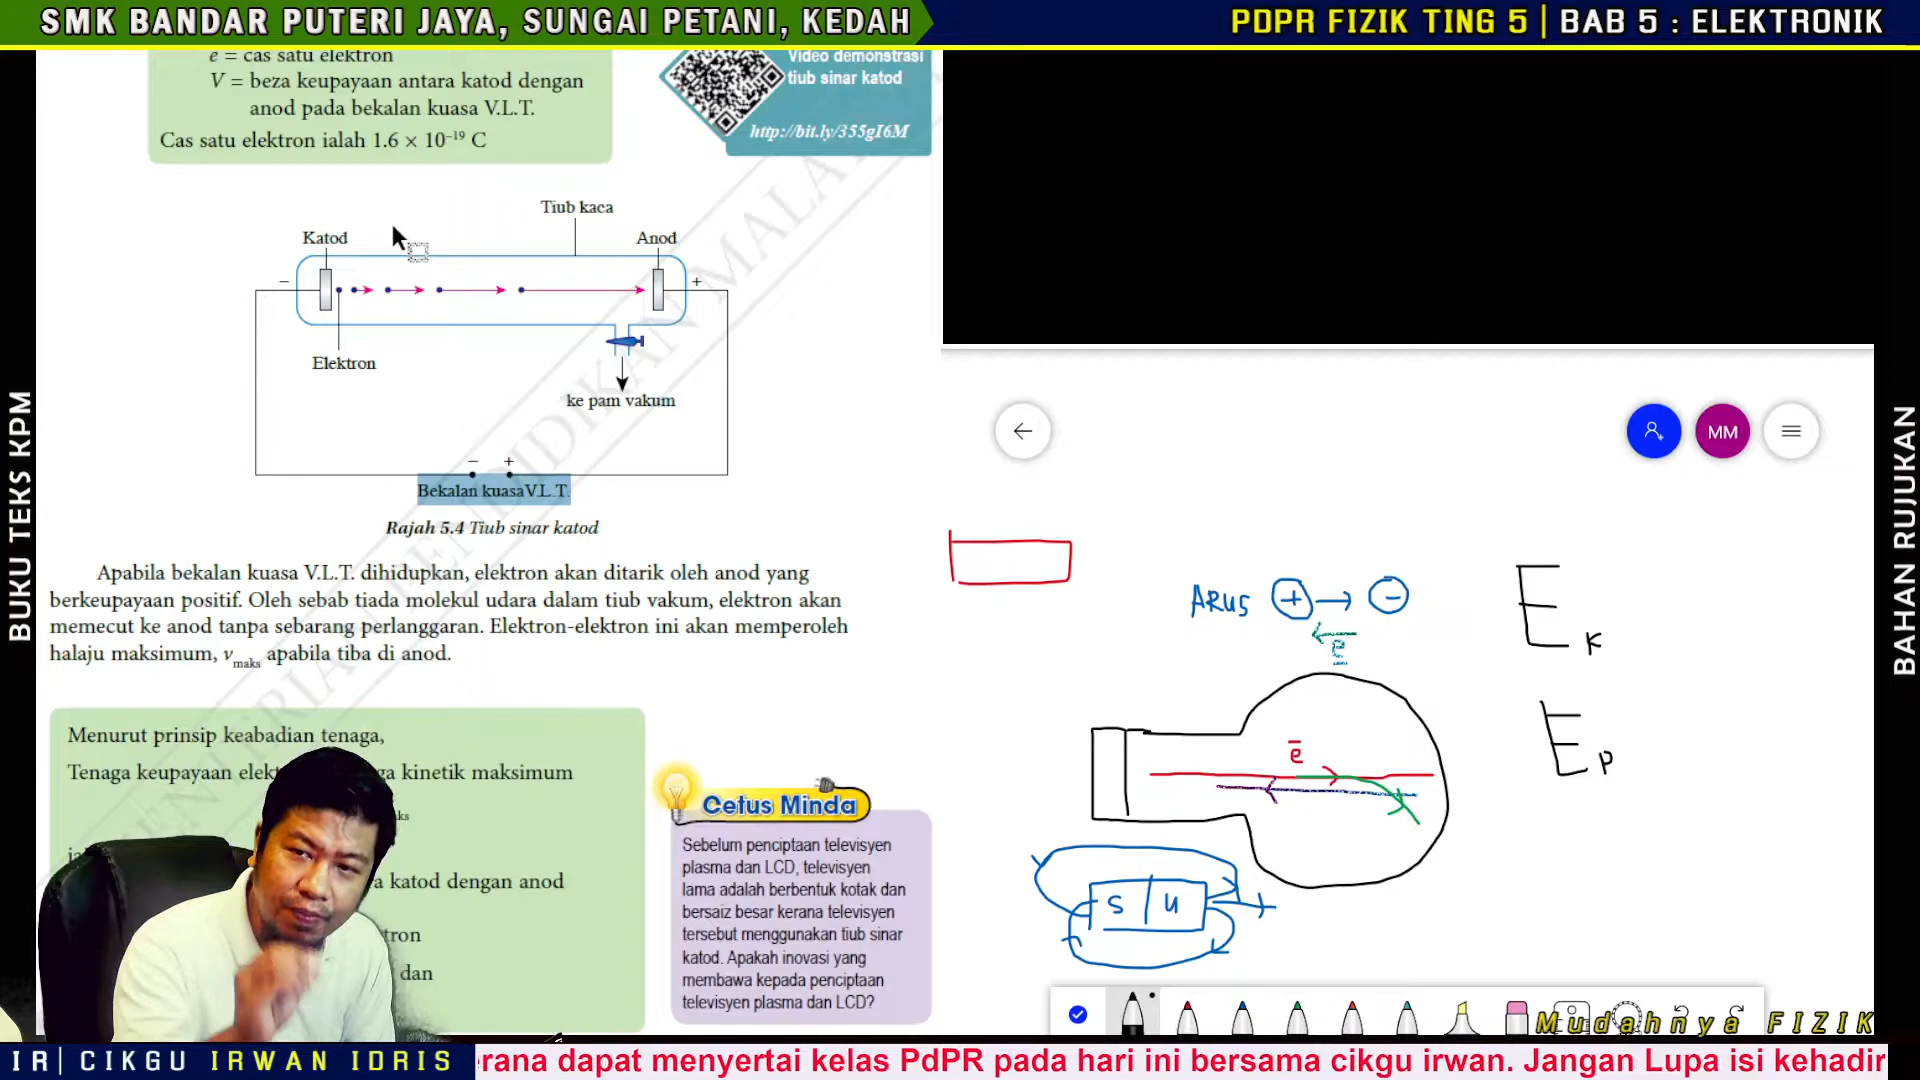 SMK BANDAR PUTERI JAYA, SUNGAI PETANI, KEDAH
PDPR FIZIK TING 5 | BAB 5 : ELEKTRONIK
BUKU TEKS KPM
e = cas satu elektron
V = beza keupayaan antara katod dengan
anod pada bekalan kuasa V.L.T.
Cas satu elektron ialah 1.6 × 10⁻¹⁹ C
Video demonstrasi
tiub sinar katod
http://bit.ly/355gI6M
Tiub kaca
Katod
Anod
−
+
Elektron
ke pam vakum
− +
Bekalan kuasa V.L.T.
Rajah 5.4 Tiub sinar katod
Apabila bekalan kuasa V.L.T. dihidupkan, elektron akan ditarik oleh anod yang
berkeupayaan positif. Oleh sebab tiada molekul udara dalam tiub vakum, elektron akan
memecut ke anod tanpa sebarang perlanggaran. Elektron-elektron ini akan memperoleh
halaju maksimum, vmaks apabila tiba di anod.
Menurut prinsip keabadian tenaga,
Tenaga keupayaan elek kinetik maksimum
aks
katod dengan anod
tron
dan
Cetus Minda
Sebelum penciptaan televisyen
plasma dan LCD, televisyen
lama adalah berbentuk kotak dan
bersaiz besar kerana televisyen
tersebut menggunakan tiub sinar
katod. Apakah inovasi yang
membawa kepada penciptaan
televisyen plasma dan LCD?
MM
ARUS + → −
e
EK
EP
ē
S U
BAHAN RUJUKAN
Mudahnya FIZIK
IR| CIKGU IRWAN IDRIS
erana dapat menyertai kelas PdPR pada hari ini bersama cikgu irwan. Jangan Lupa isi kehadir